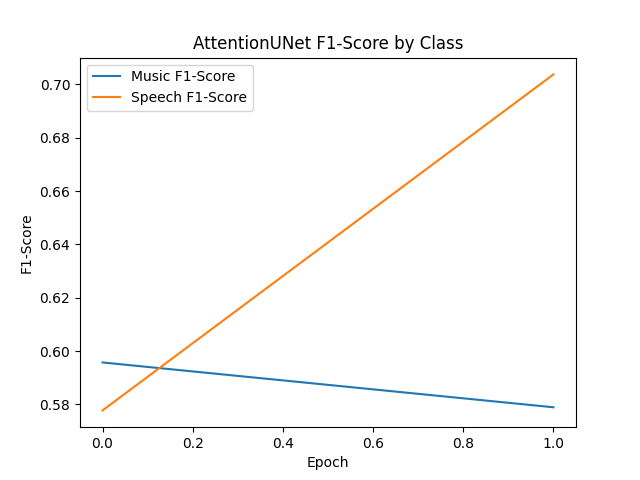 AttentionUNet F1-Score by Class
Music F1-Score
Speech F1-Score
F1-Score
0.70
0.68
0.66
0.64
0.62
0.60
0.58
0.0 0.2 0.4 0.6 0.8 1.0
Epoch